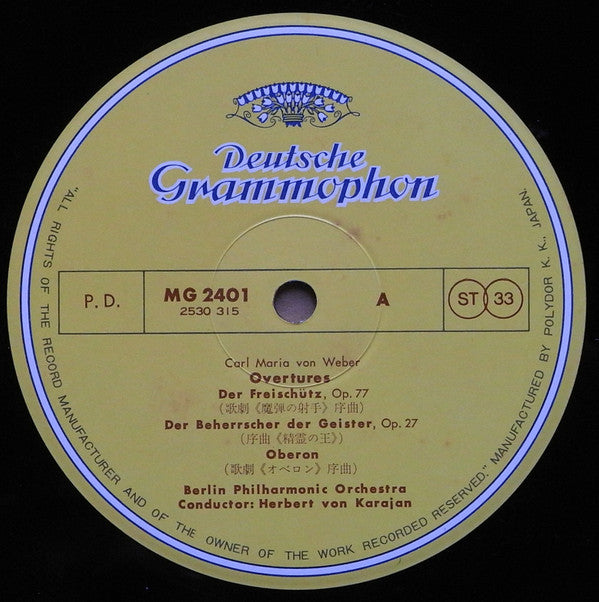 Deutsche
Grammophon
P. D.
MG 2401
2530 315
A
ST 33
Carl Maria von Weber
Overtures
Der Freischütz, Op. 77
(歌劇《魔弾の射手》序曲)
Der Beherrscher der Geister, Op. 27
(序曲《精霊の王》)
Oberon
(歌劇《オベロン》序曲)
Berlin Philharmonic Orchestra
Conductor: Herbert von Karajan
"ALL RIGHTS OF THE RECORD MANUFACTURER AND OF THE OWNER OF THE WORK RECORDED RESERVED." MANUFACTURED BY POLYDOR K. K., JAPAN.